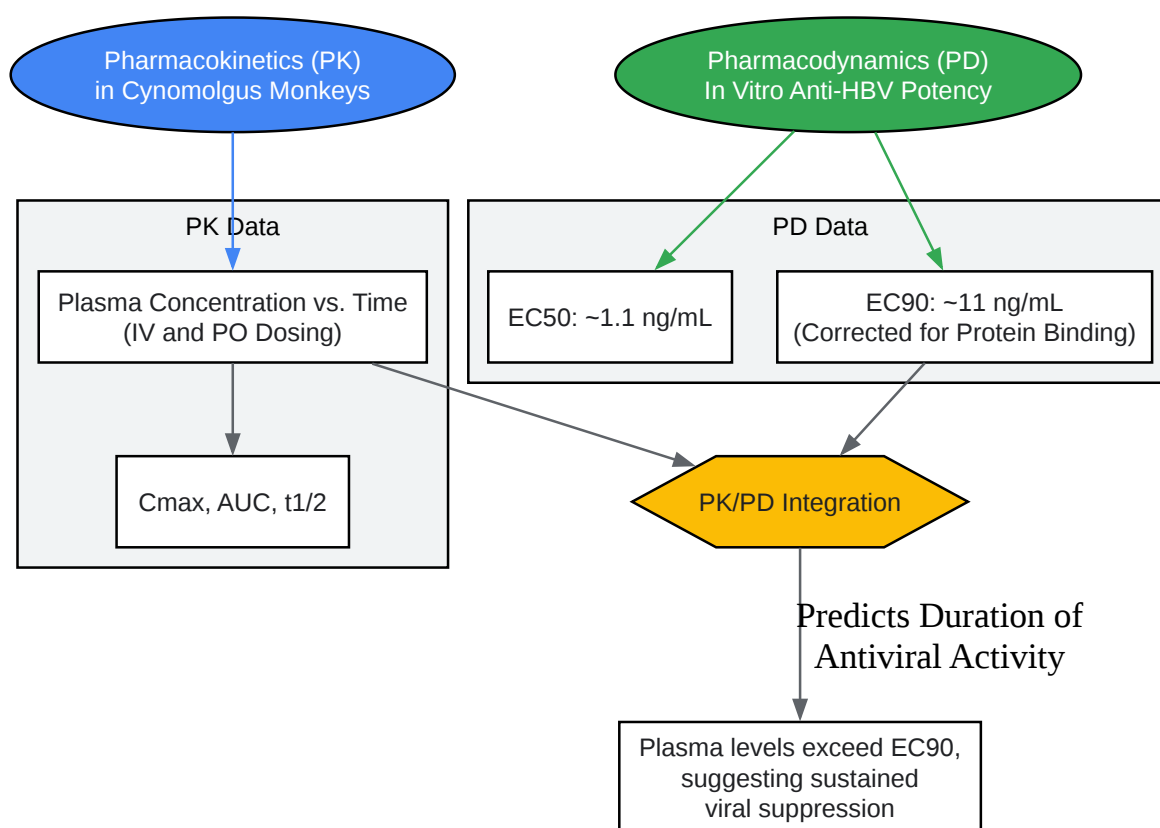 Pharmacokinetics (PK)
in Cynomolgus Monkeys
Pharmacodynamics (PD)
In Vitro Anti-HBV Potency
PK Data
PD Data
Plasma Concentration vs. Time
(IV and PO Dosing)
EC50: ~1.1 ng/mL
EC90: ~11 ng/mL
(Corrected for Protein Binding)
Cmax, AUC, t1/2
PK/PD Integration
Predicts Duration of
Antiviral Activity
Plasma levels exceed EC90,
suggesting sustained
viral suppression